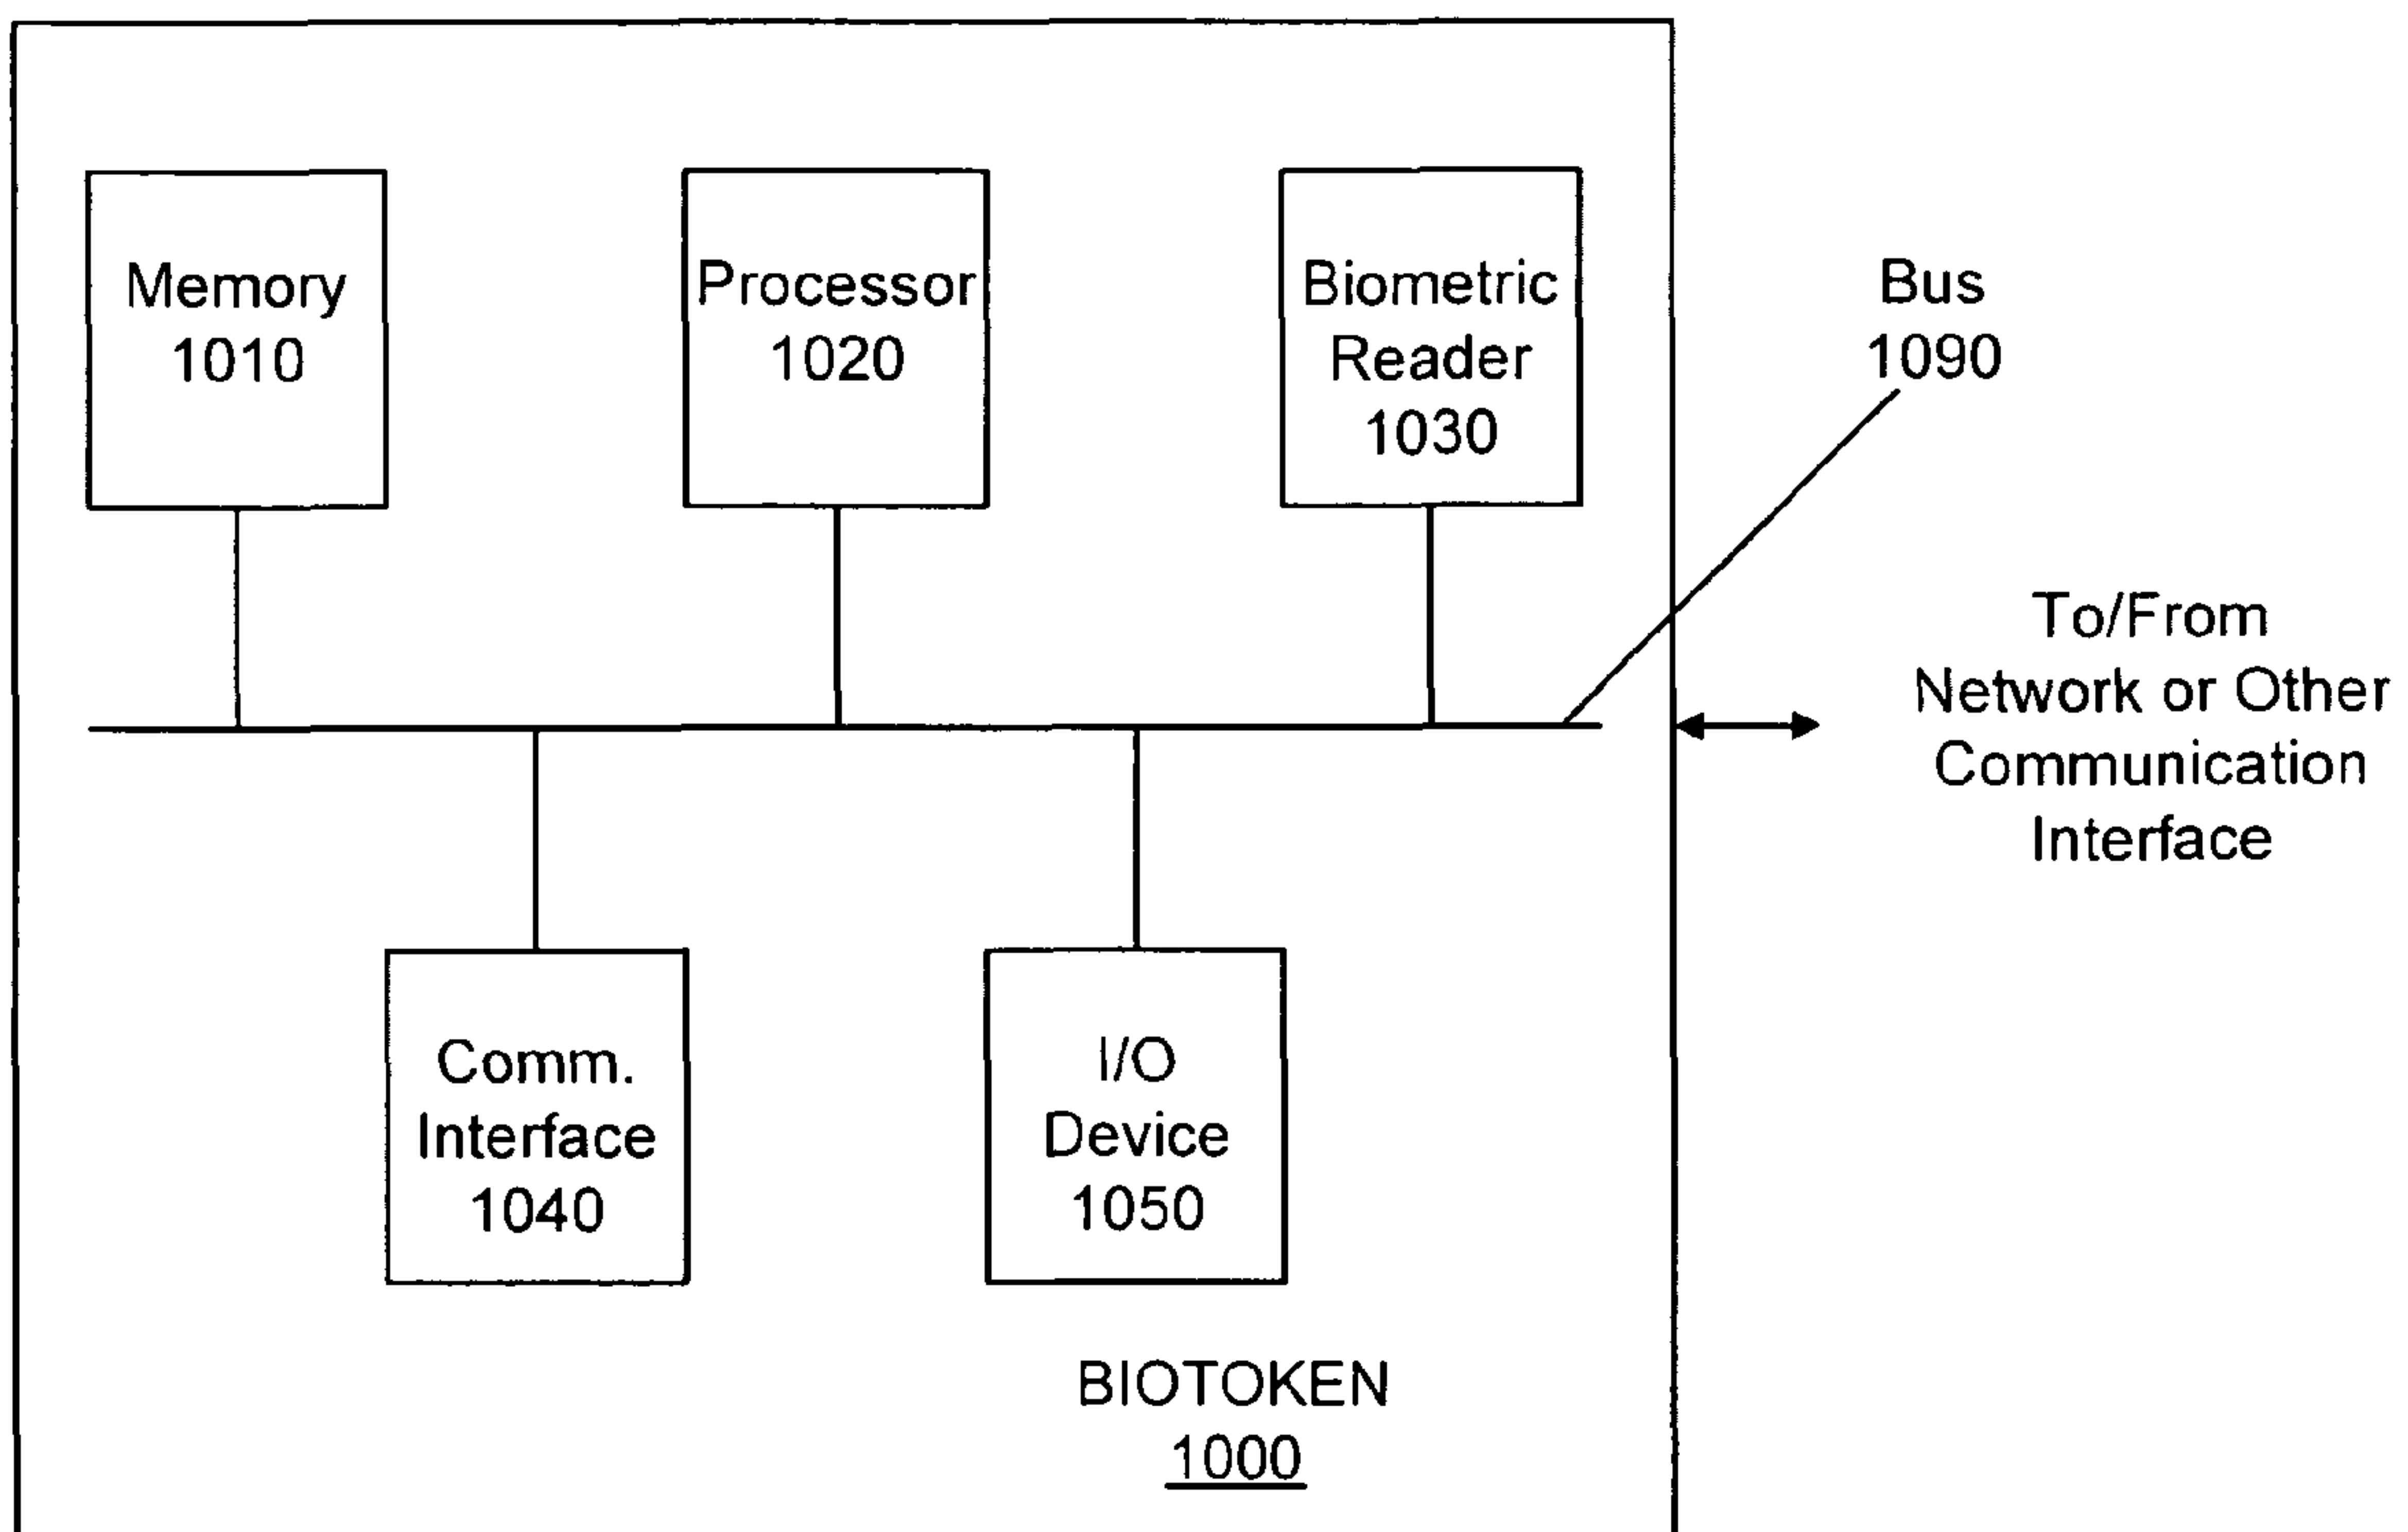 Memory
1010
Processor
1020
Biometric
Reader
1030
Bus
1090
To/From
Network or Other
Communication
Interface
Comm.
Interface
1040
I/O
Device
1050
BIOTOKEN
1000